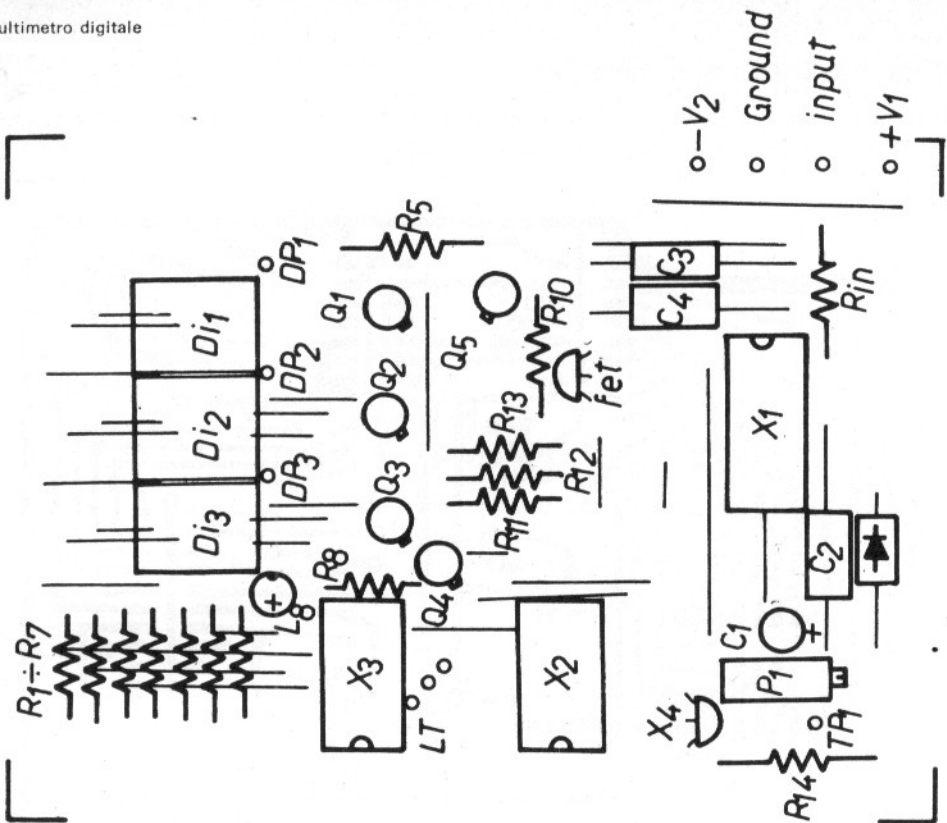 ultimetro digitale
-V2
Ground
input
+V1
R5
DP1
Di1
Q1
C3
C4
Rin
R10
Q5
DP2
Q2
fet
Di2
R13
X1
DP3
Q3
R12
Di3
R11
R8
C2
L8
Q4
C1
+
+
R1÷R7
X3
X2
P1
LT
X4
TP1
R14